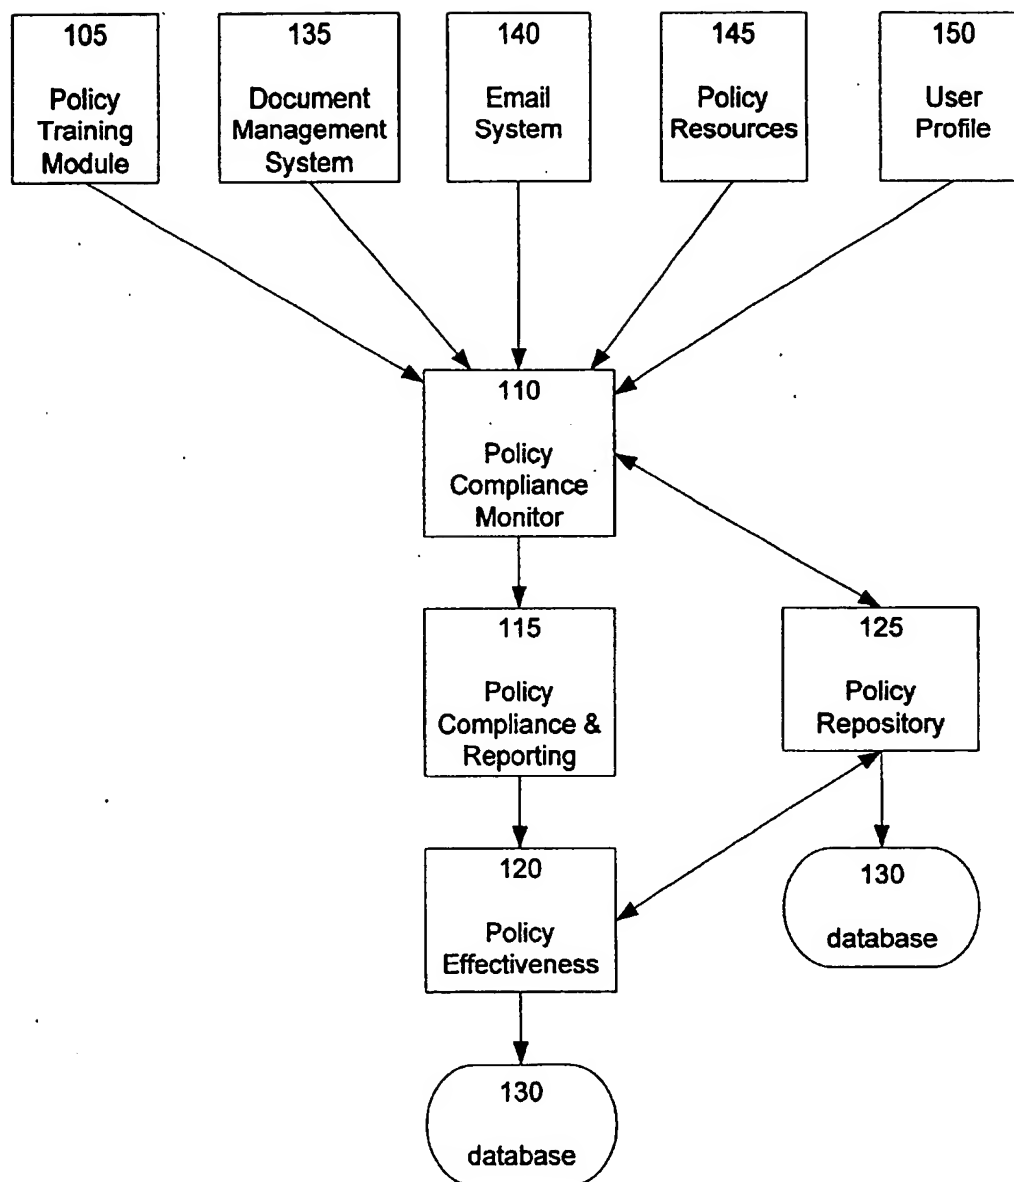 105
Policy
Training
Module
135
Document
Management
System
140
Email
System
145
Policy
Resources
150
User
Profile
110
Policy
Compliance
Monitor
115
Policy
Compliance &
Reporting
125
Policy
Repository
120
Policy
Effectiveness
130
database
130
database